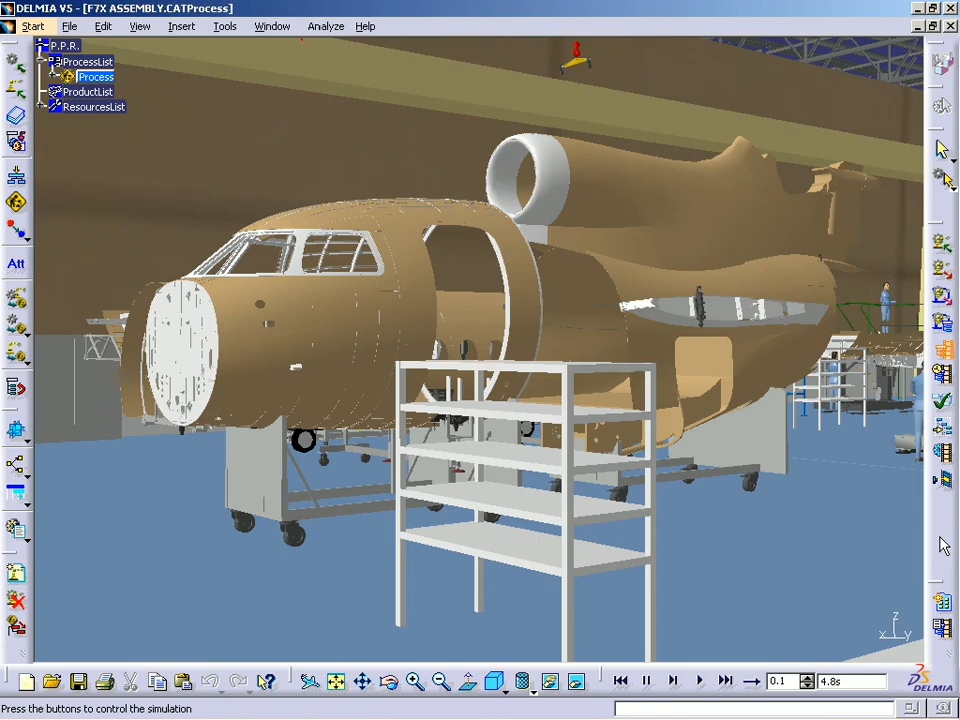 DELMIA V5 - [F7X ASSEMBLY.CATProcess]
Start File Edit View Insert Tools Window Analyze Help
P.P.R.
ProcessList
Process
ProductList
ResourcesList
Att
z
x y
0.1 4.8s
DELMIA
Press the buttons to control the simulation